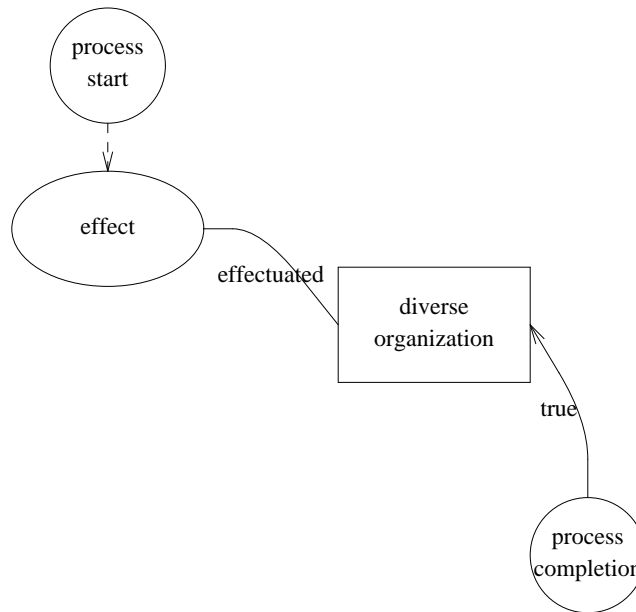 process
start
effect
effectuated
diverse
organization
true
process
completion